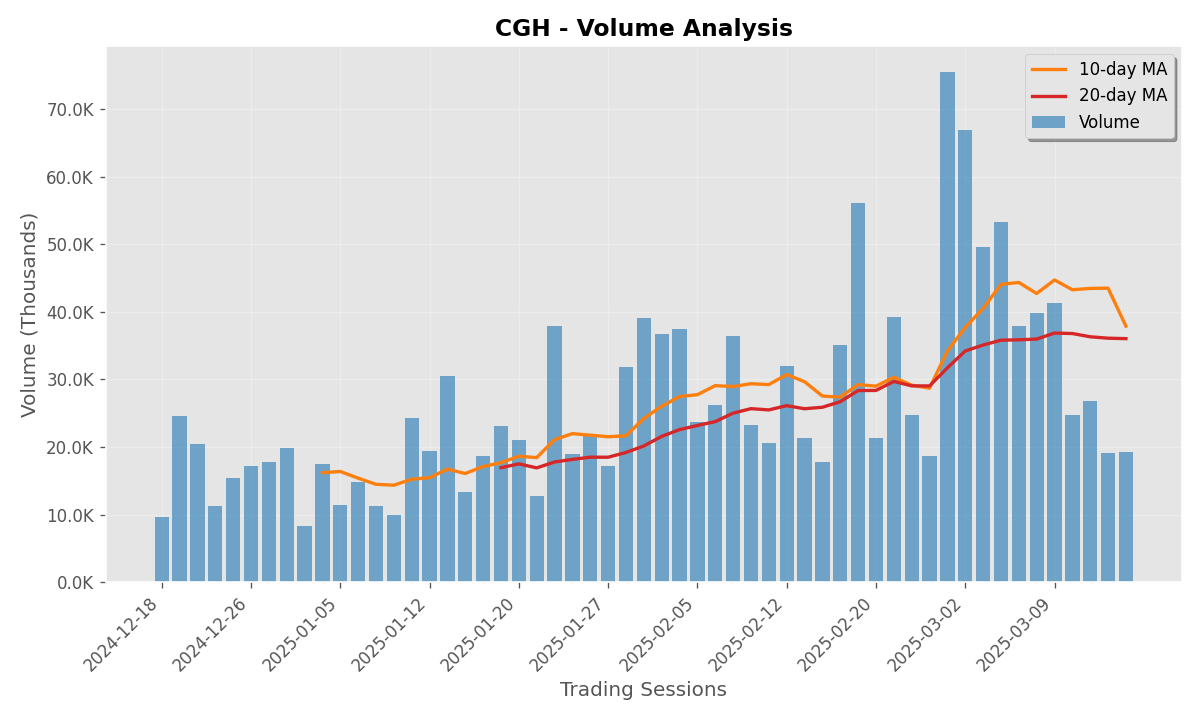 CGH - Volume Analysis
10-day MA
20-day MA
Volume
Volume (Thousands)
70.0K
60.0K
50.0K
40.0K
30.0K
20.0K
10.0K
0.0K
2024-12-18
2024-12-26
2025-01-05
2025-01-12
2025-01-20
2025-01-27
2025-02-05
2025-02-12
2025-02-20
2025-03-02
2025-03-09
Trading Sessions